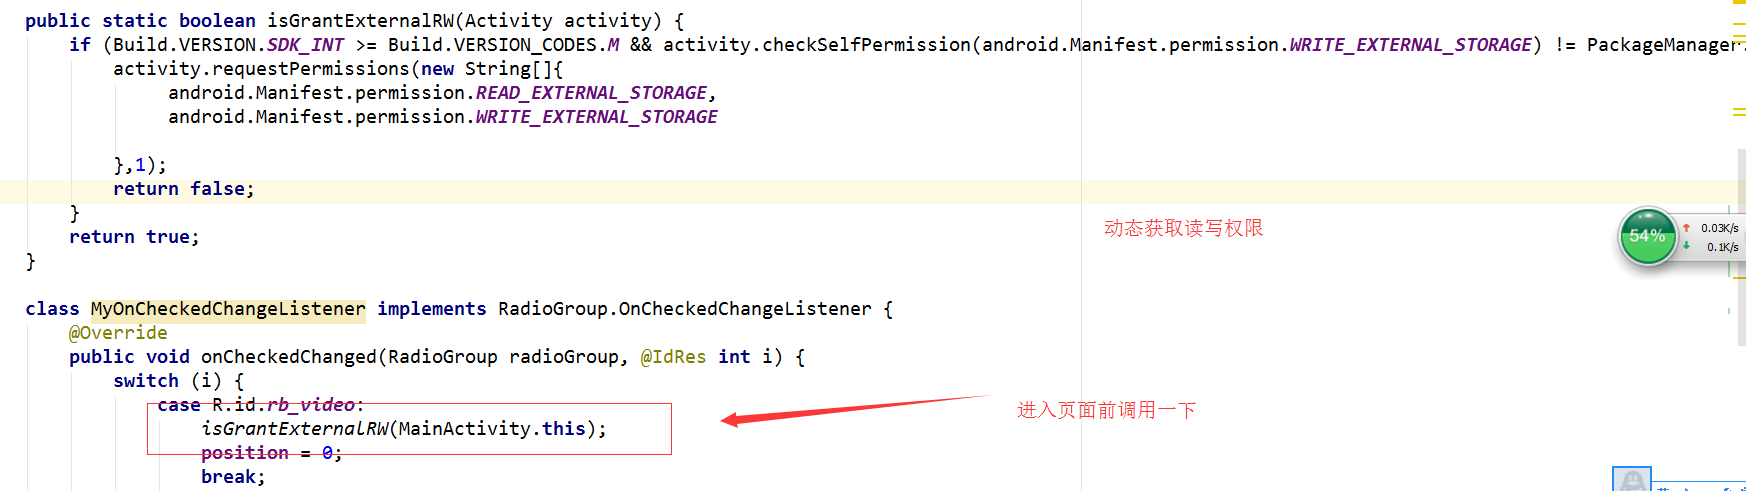 public static boolean isGrantExternalRW(Activity activity) {
if (Build.VERSION.SDK_INT >= Build.VERSION_CODES.M && activity.checkSelfPermission(android.Manifest.permission.WRITE_EXTERNAL_STORAGE) != PackageManager.
activity.requestPermissions(new String[]{
android.Manifest.permission.READ_EXTERNAL_STORAGE,
android.Manifest.permission.WRITE_EXTERNAL_STORAGE
},1);
return false;
}
return true;
动态获取读写权限
54%
0.03K/s
0.1K/s
}
class MyOnCheckedChangeListener implements RadioGroup.OnCheckedChangeListener {
@Override
public void onCheckedChanged(RadioGroup radioGroup, @IdRes int i) {
switch (i) {
case R.id.rb_video:
进入页面前调用一下
isGrantExternalRW(MainActivity.this);
position = 0;
break;